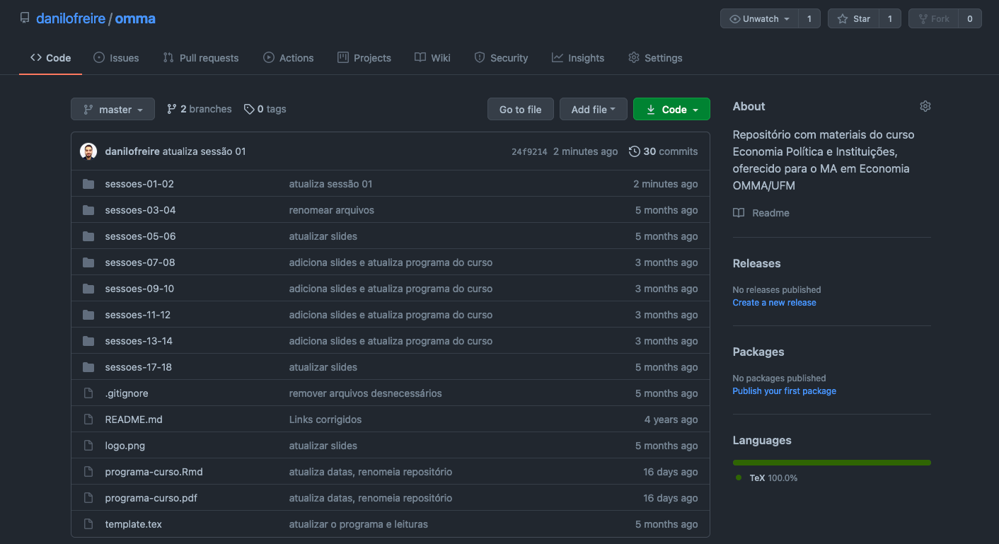 danilofreire / omma
Unwatch 1 Star 1 Fork 0
Code Issues Pull requests Actions Projects Wiki Security Insights Settings
master 2 branches 0 tags Go to file Add file Code
danilofreire atualiza sessão 01 24f9214 2 minutes ago 30 commits
sessoes-01-02 atualiza sessão 01 2 minutes ago
sessoes-03-04 renomear arquivos 5 months ago
sessoes-05-06 atualizar slides 5 months ago
sessoes-07-08 adiciona slides e atualiza programa do curso 3 months ago
sessoes-09-10 adiciona slides e atualiza programa do curso 3 months ago
sessoes-11-12 adiciona slides e atualiza programa do curso 3 months ago
sessoes-13-14 adiciona slides e atualiza programa do curso 3 months ago
sessoes-17-18 atualizar slides 5 months ago
.gitignore remover arquivos desnecessários 5 months ago
README.md Links corrigidos 4 years ago
logo.png atualizar slides 5 months ago
programa-curso.Rmd atualiza datas, renomeia repositório 16 days ago
programa-curso.pdf atualiza datas, renomeia repositório 16 days ago
template.tex atualizar o programa e leituras 5 months ago
About
Repositório com materiais do curso
Economia Política e Instituições,
oferecido para o MA em Economia
OMMA/UFM
Readme
Releases
No releases published
Create a new release
Packages
No packages published
Publish your first package
Languages
TeX 100.0%